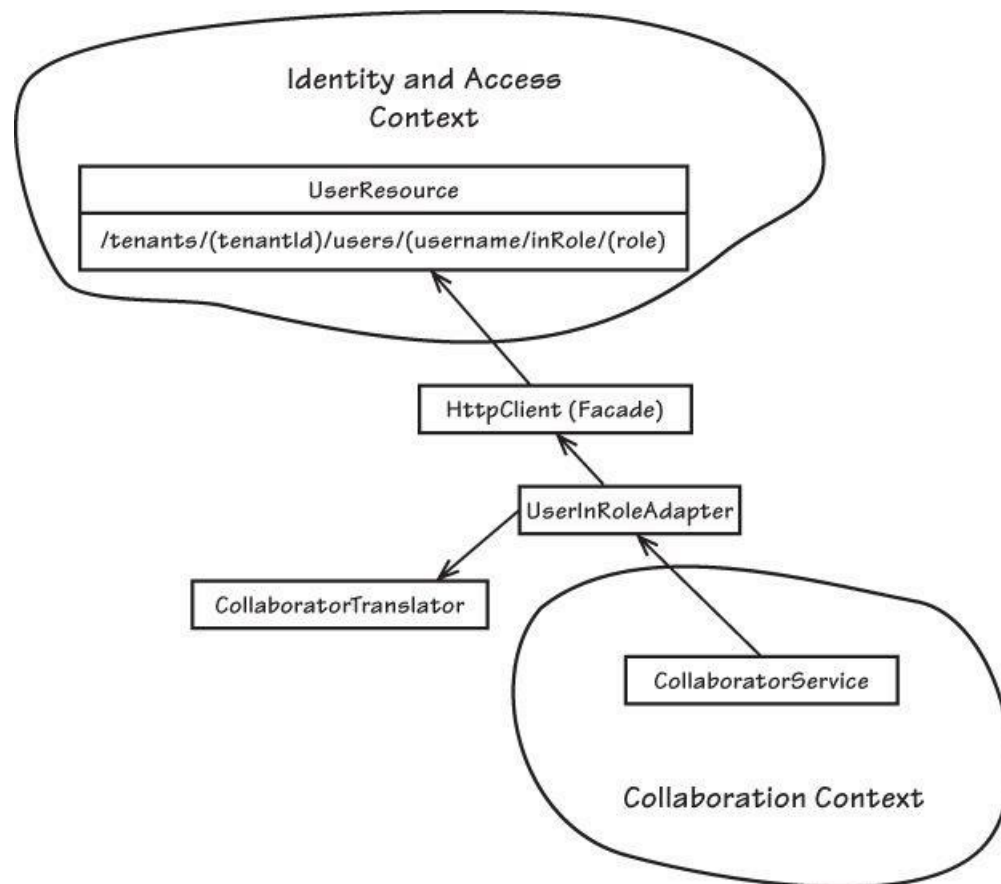 Identity and Access
Context
UserResource
/tenants/(tenantId)/users/(username/inRole/(role)
HttpClient (Facade)
UserInRoleAdapter
CollaboratorTranslator
CollaboratorService
Collaboration Context